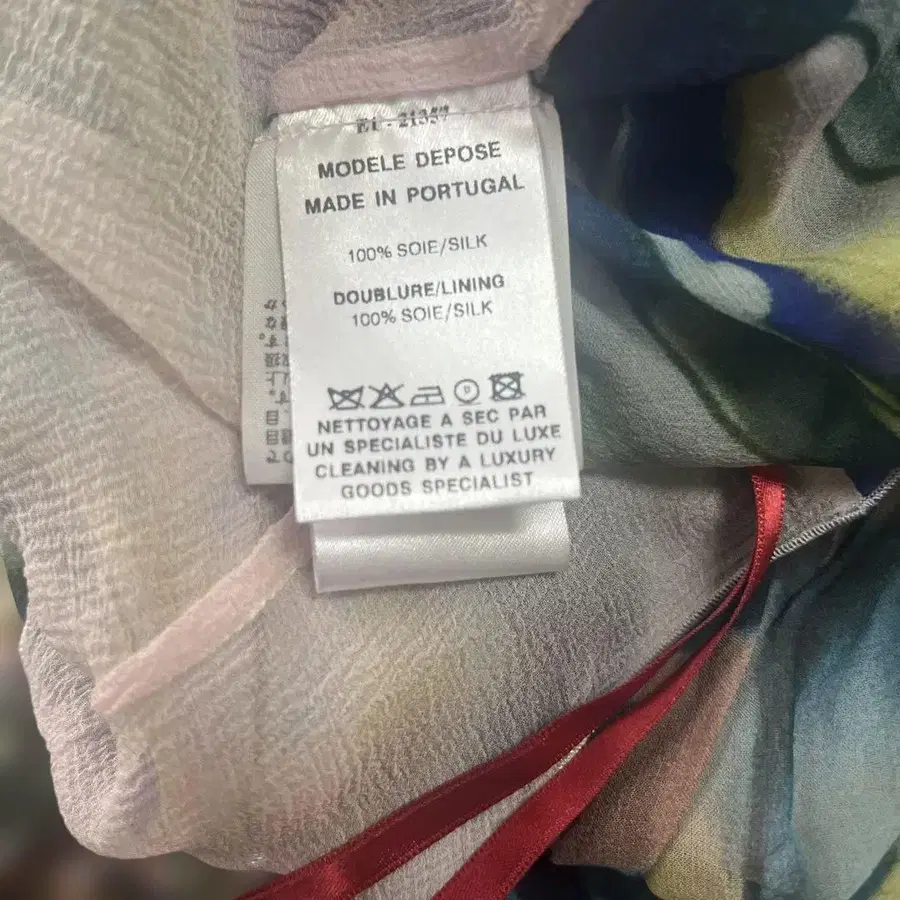 MODELE DEPOSE
MADE IN PORTUGAL
100% SOIE/SILK
DOUBLURE/LINING
100% SOIE/SILK
NETTOYAGE A SEC PAR
UN SPECIALISTE DU LUXE
CLEANING BY A LUXURY
GOODS SPECIALIST